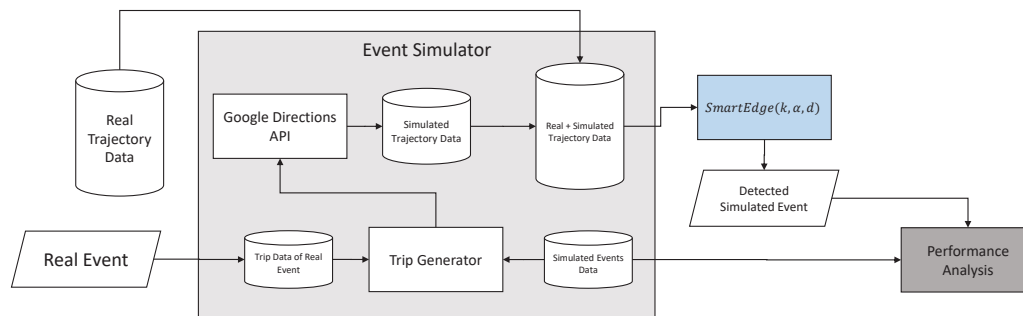 Event Simulator
Real
Trajectory
Data
Google Directions
API
Simulated
Trajectory Data
Real + Simulated
Trajectory Data
SmartEdge(k, α, d)
Detected
Simulated Event
Real Event
Trip Data of Real
Event
Trip Generator
Simulated Events
Data
Performance
Analysis